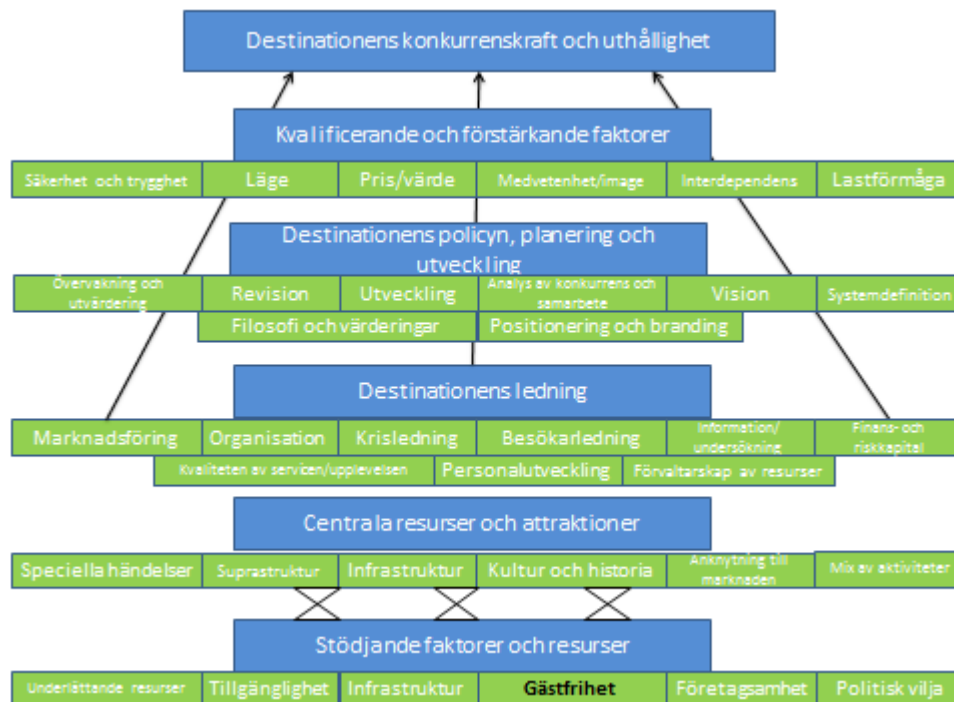 Destinationens konkurrenskraft och uthållighet
Kvalificerande och förstärkande faktorer
Säkerhet och trygghet
Läge
Pris/värde
Medvetenhet/image
Interdependens
Lastförmåga
Destinationens policyn, planering och
utveckling
Övervakning och
utvärdering
Revision
Utveckling
Analys av konkurrens och
samarbete
Vision
Systemdefinition
Filosofi och värderingar
Positionering och branding
Destinationens ledning
Marknadsföring
Organisation
Krisledning
Besökarledning
Information/
undersökning
Finans- och
riskkapital
Kvaliteten av servicen/upplevelsen
Personalutveckling
Förvaltarskap av resurser
Centrala resurser och attraktioner
Speciella händelser
Suprastruktur
Infrastruktur
Kultur och historia
Anknytning till
marknaden
Mix av aktiviteter
Stödjande faktorer och resurser
Underlättande resurser
Tillgänglighet
Infrastruktur
Gästfrihet
Företagsamhet
Politisk vilja